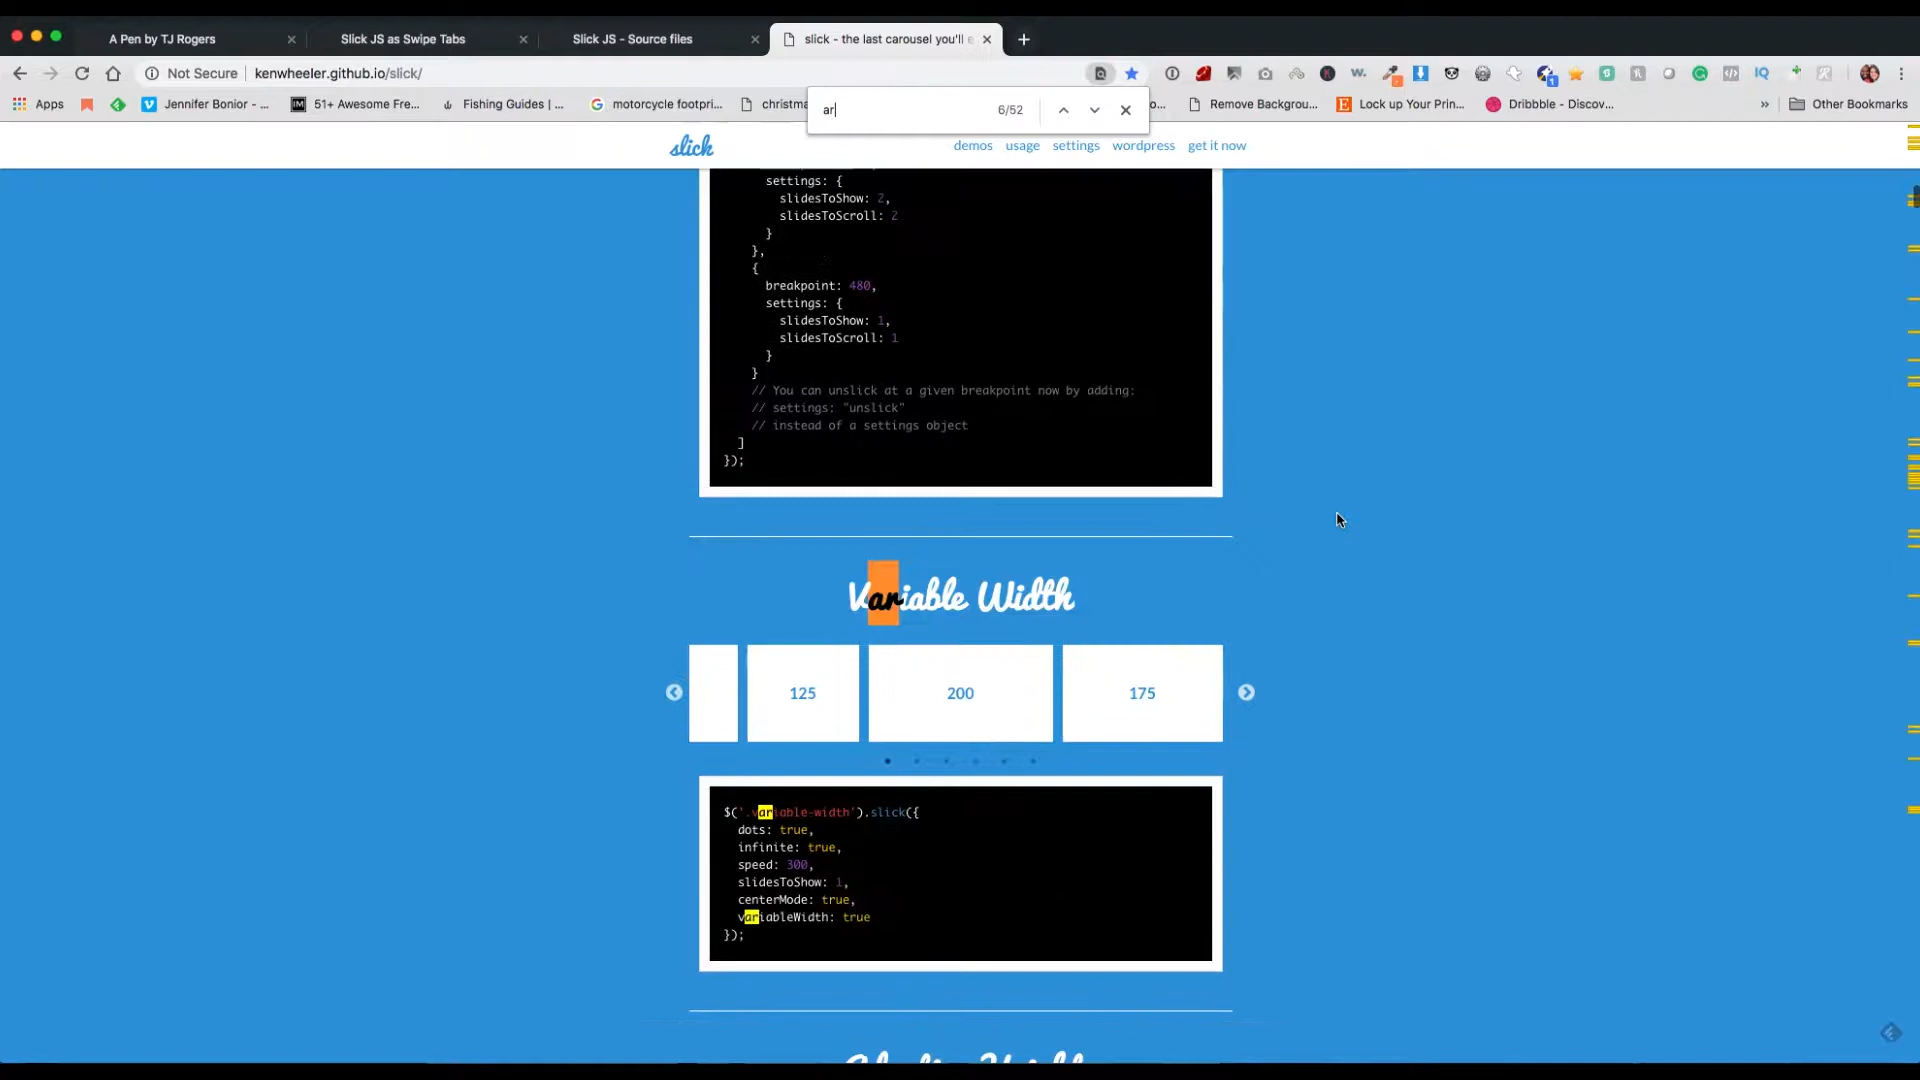 A Pen by TJ Rogers
Slick JS as Swipe Tabs
Slick JS - Source files
slick - the last carousel you'll e
Not Secure
kenwheeler.github.io/slick/
Apps
Jennifer Bonior - ...
51+ Awesome Fre...
Fishing Guides | ...
motorcycle footpri...
christma
o...
Remove Backgrou...
Lock up Your Prin...
Dribbble - Discov...
»
Other Bookmarks
ar
6/52
slick
demos
usage
settings
wordpress
get it now
settings: {
slidesToShow: 2,
slidesToScroll: 2
}
},
{
breakpoint: 480,
settings: {
slidesToShow: 1,
slidesToScroll: 1
}
}
// You can unslick at a given breakpoint now by adding:
// settings: "unslick"
// instead of a settings object
]
});
Variable Width
125
200
175
$('.variable-width').slick({
dots: true,
infinite: true,
speed: 300,
slidesToShow: 1,
centerMode: true,
variableWidth: true
});